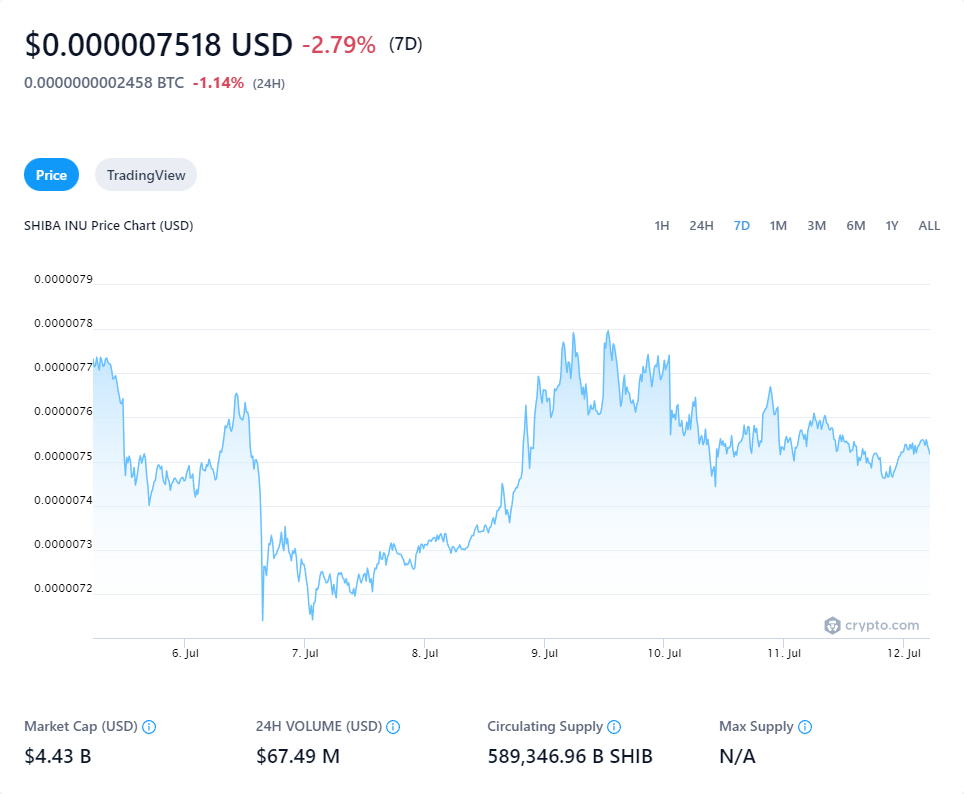 $0.000007518 USD -2.79% (7D)
0.0000000002458 BTC -1.14% (24H)
Price TradingView
SHIBA INU Price Chart (USD) 1H 24H 7D 1M 3M 6M 1Y ALL
0.0000079
0.0000078
0.0000077
0.0000076
0.0000075
0.0000074
0.0000073
0.0000072
crypto.com
6. Jul 7. Jul 8. Jul 9. Jul 10. Jul 11. Jul 12. Jul
Market Cap (USD) 24H VOLUME (USD) Circulating Supply Max Supply
$4.43 B $67.49 M 589,346.96 B SHIB N/A